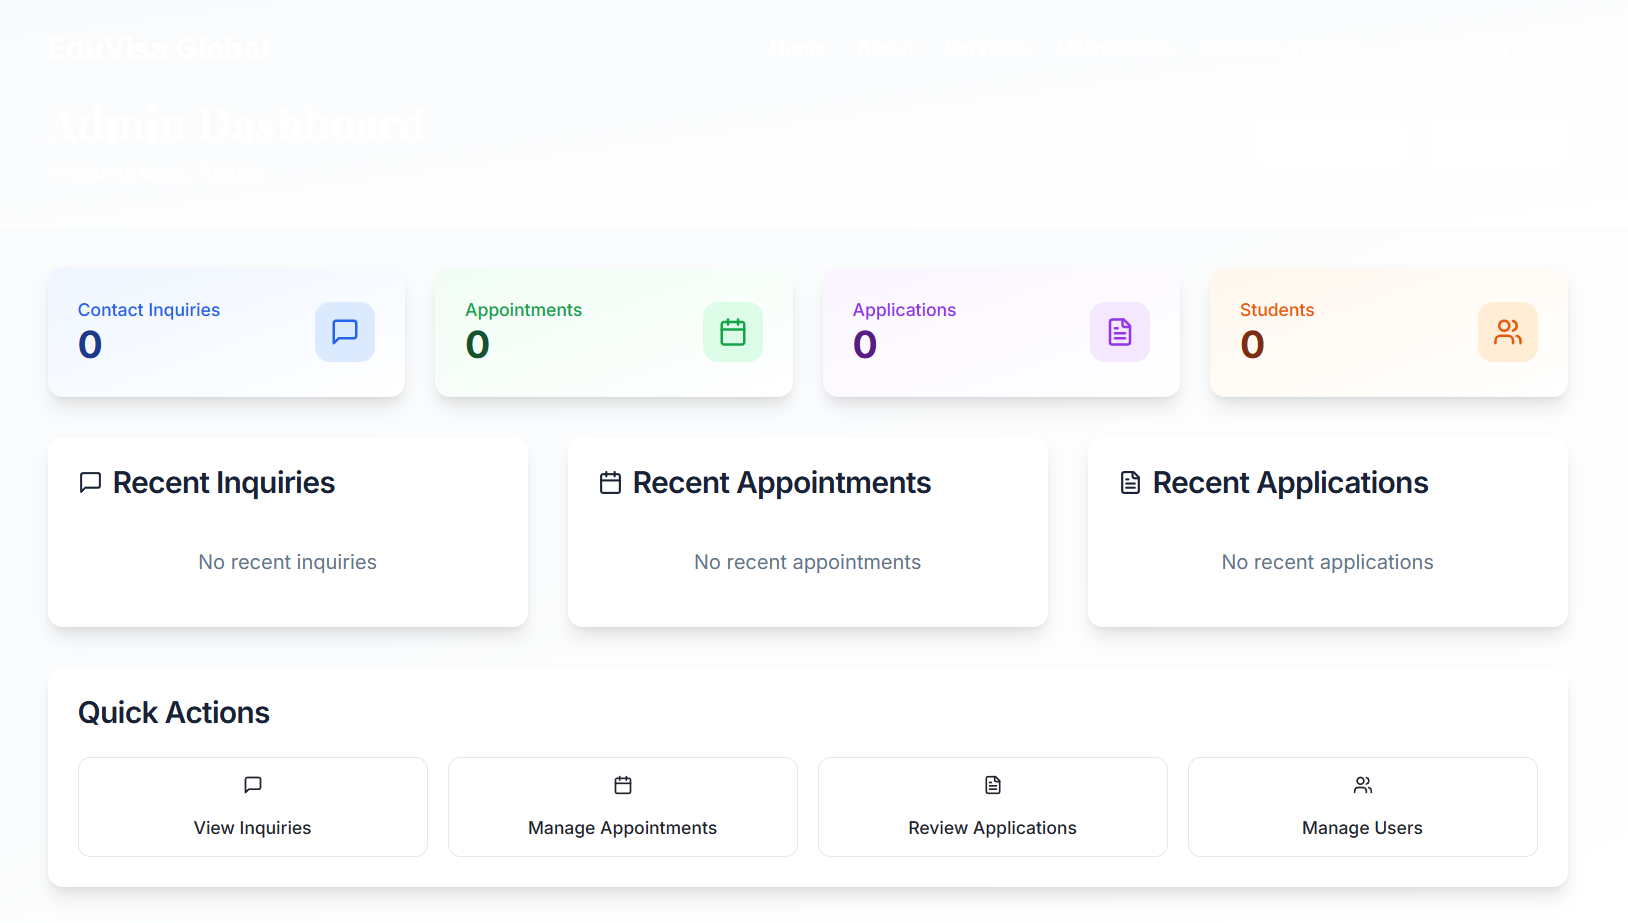 EduVisa Global
Home About Services Universities Success Stories Admin
Admin Dashboard
Welcome back, Admin
Contact Inquiries
0
Appointments
0
Applications
0
Students
0
Recent Inquiries
No recent inquiries
Recent Appointments
No recent appointments
Recent Applications
No recent applications
Quick Actions
View Inquiries
Manage Appointments
Review Applications
Manage Users